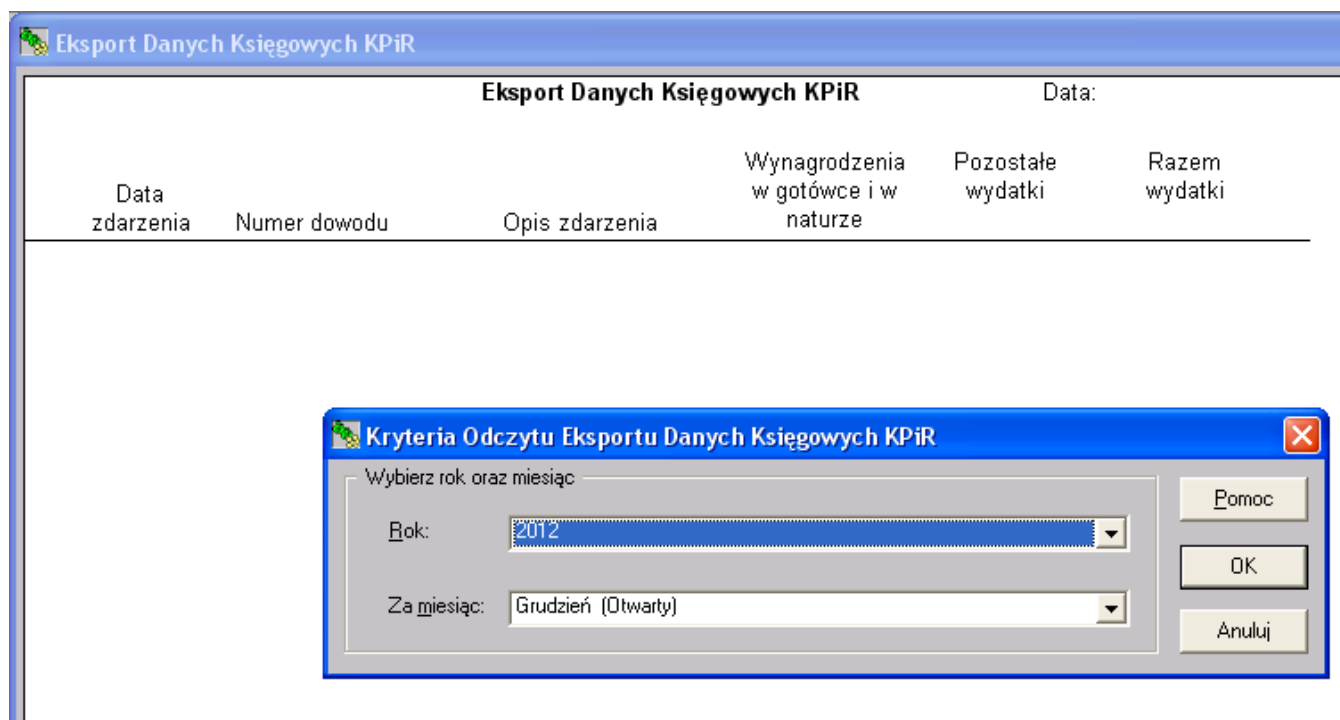 Eksport Danych Księgowych KPiR
Eksport Danych Księgowych KPiR Data:
Data
zdarzenia
Numer dowodu
Opis zdarzenia
Wynagrodzenia
w gotówce i w
naturze
Pozostałe
wydatki
Razem
wydatki
Kryteria Odczytu Eksportu Danych Księgowych KPiR
Wybierz rok oraz miesiąc
Rok: 2012
Za miesiąc: Grudzień (Otwarty)
Pomoc
OK
Anuluj